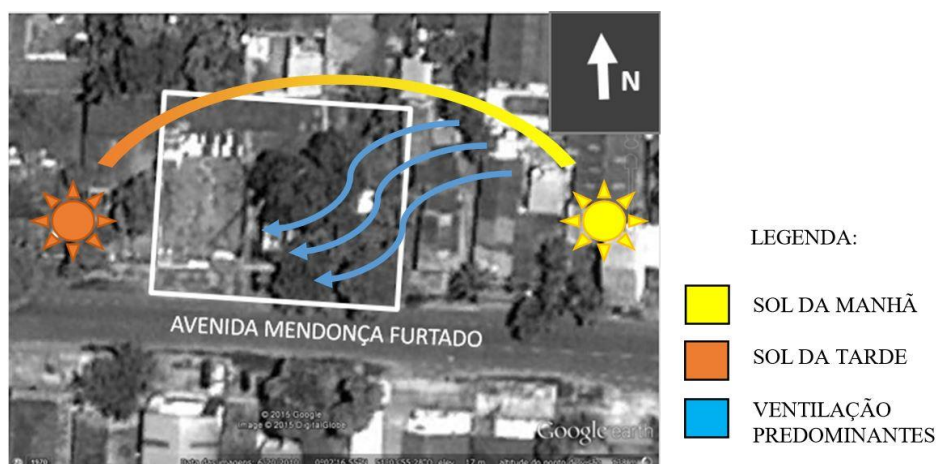 N
AVENIDA MENDONÇA FURTADO
© 2015 Google
Image © 2015 DigitalGlobe
Google earth
1970
LEGENDA:
SOL DA MANHÃ
SOL DA TARDE
VENTILAÇÃO
PREDOMINANTES